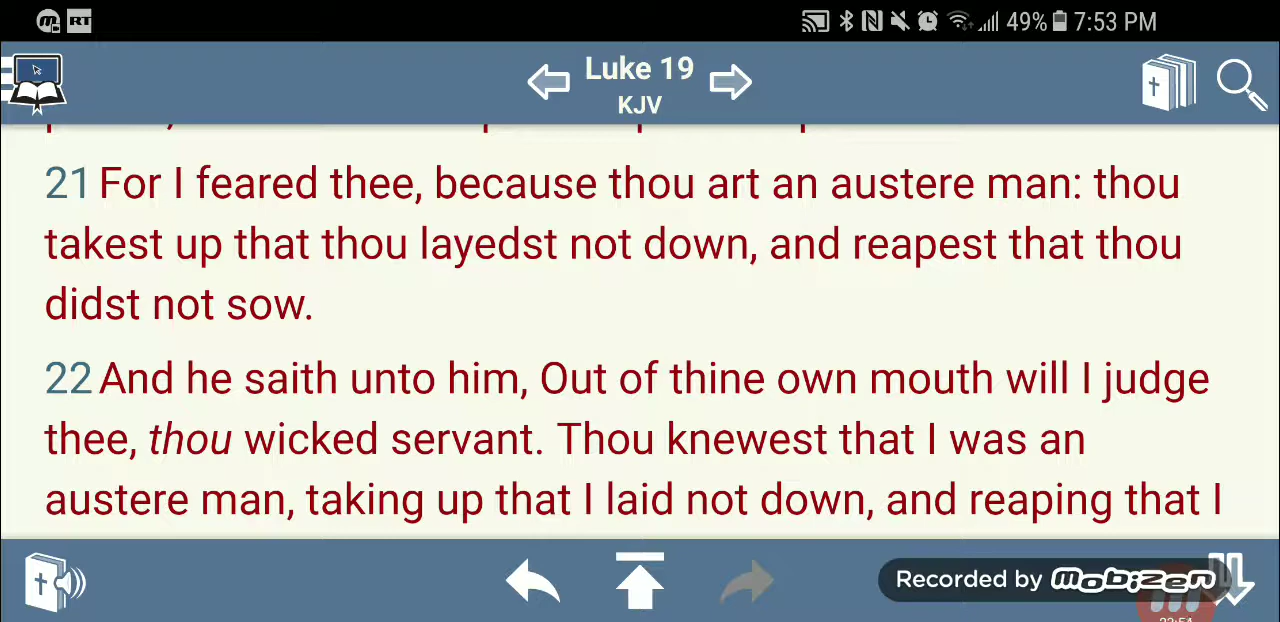 RT 49% 7:53 PM
Luke 19
KJV
21 For I feared thee, because thou art an austere man: thou
takest up that thou layedst not down, and reapest that thou
didst not sow.
22 And he saith unto him, Out of thine own mouth will I judge
thee, thou wicked servant. Thou knewest that I was an
austere man, taking up that I laid not down, and reaping that I
Recorded by Mobizen